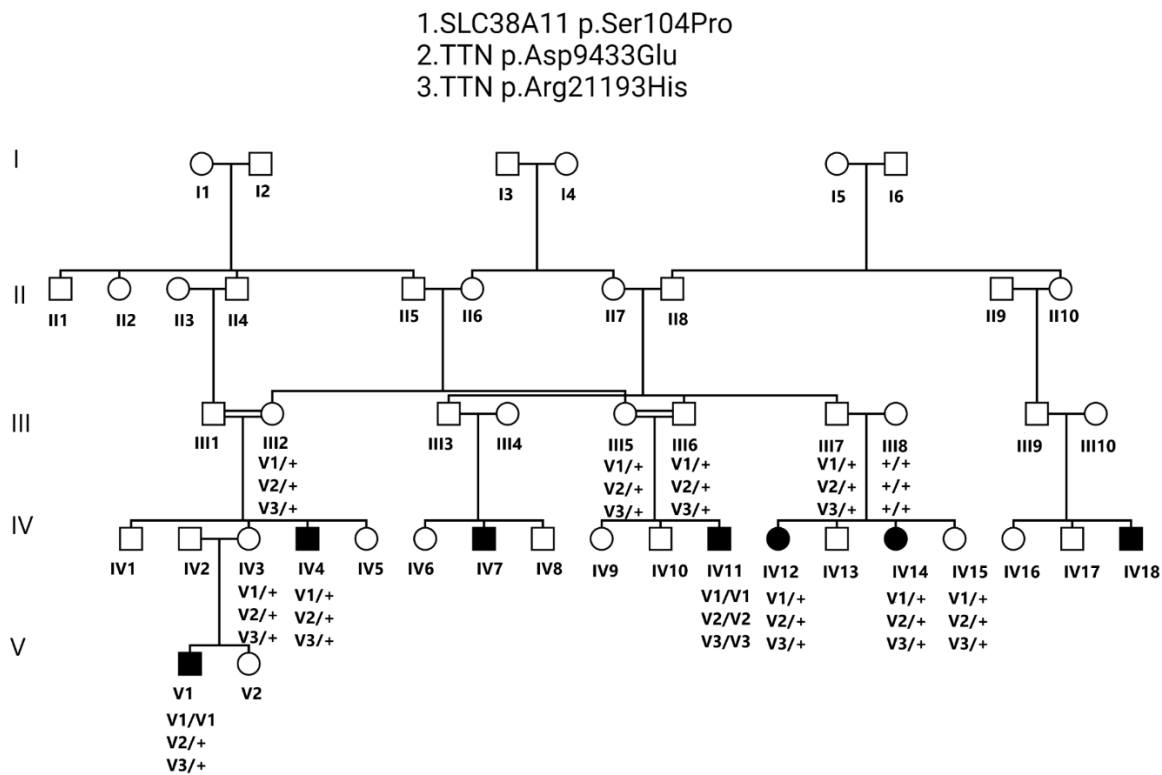 1.SLC38A11 p.Ser104Pro
2.TTN p.Asp9433Glu
3.TTN p.Arg21193His
I
I1 I2 I3 I4 I5 I6
II
II1 II2 II3 II4 II5 II6 II7 II8 II9 II10
III
III1 III2 III3 III4 III5 III6 III7 III8 III9 III10
V1/+ V1/+ V1/+ V1/+ +/+
V2/+ V2/+ V2/+ V2/+ +/+
V3/+ V3/+ V3/+ V3/+ +/+
IV
IV1 IV2 IV3 IV4 IV5 IV6 IV7 IV8 IV9 IV10 IV11 IV12 IV13 IV14 IV15 IV16 IV17 IV18
V1/+ V1/+ V1/V1 V1/+ V1/+ V1/+
V2/+ V2/+ V2/V2 V2/+ V2/+ V2/+
V3/+ V3/+ V3/V3 V3/+ V3/+ V3/+
V
V1 V2
V1/V1
V2/+
V3/+